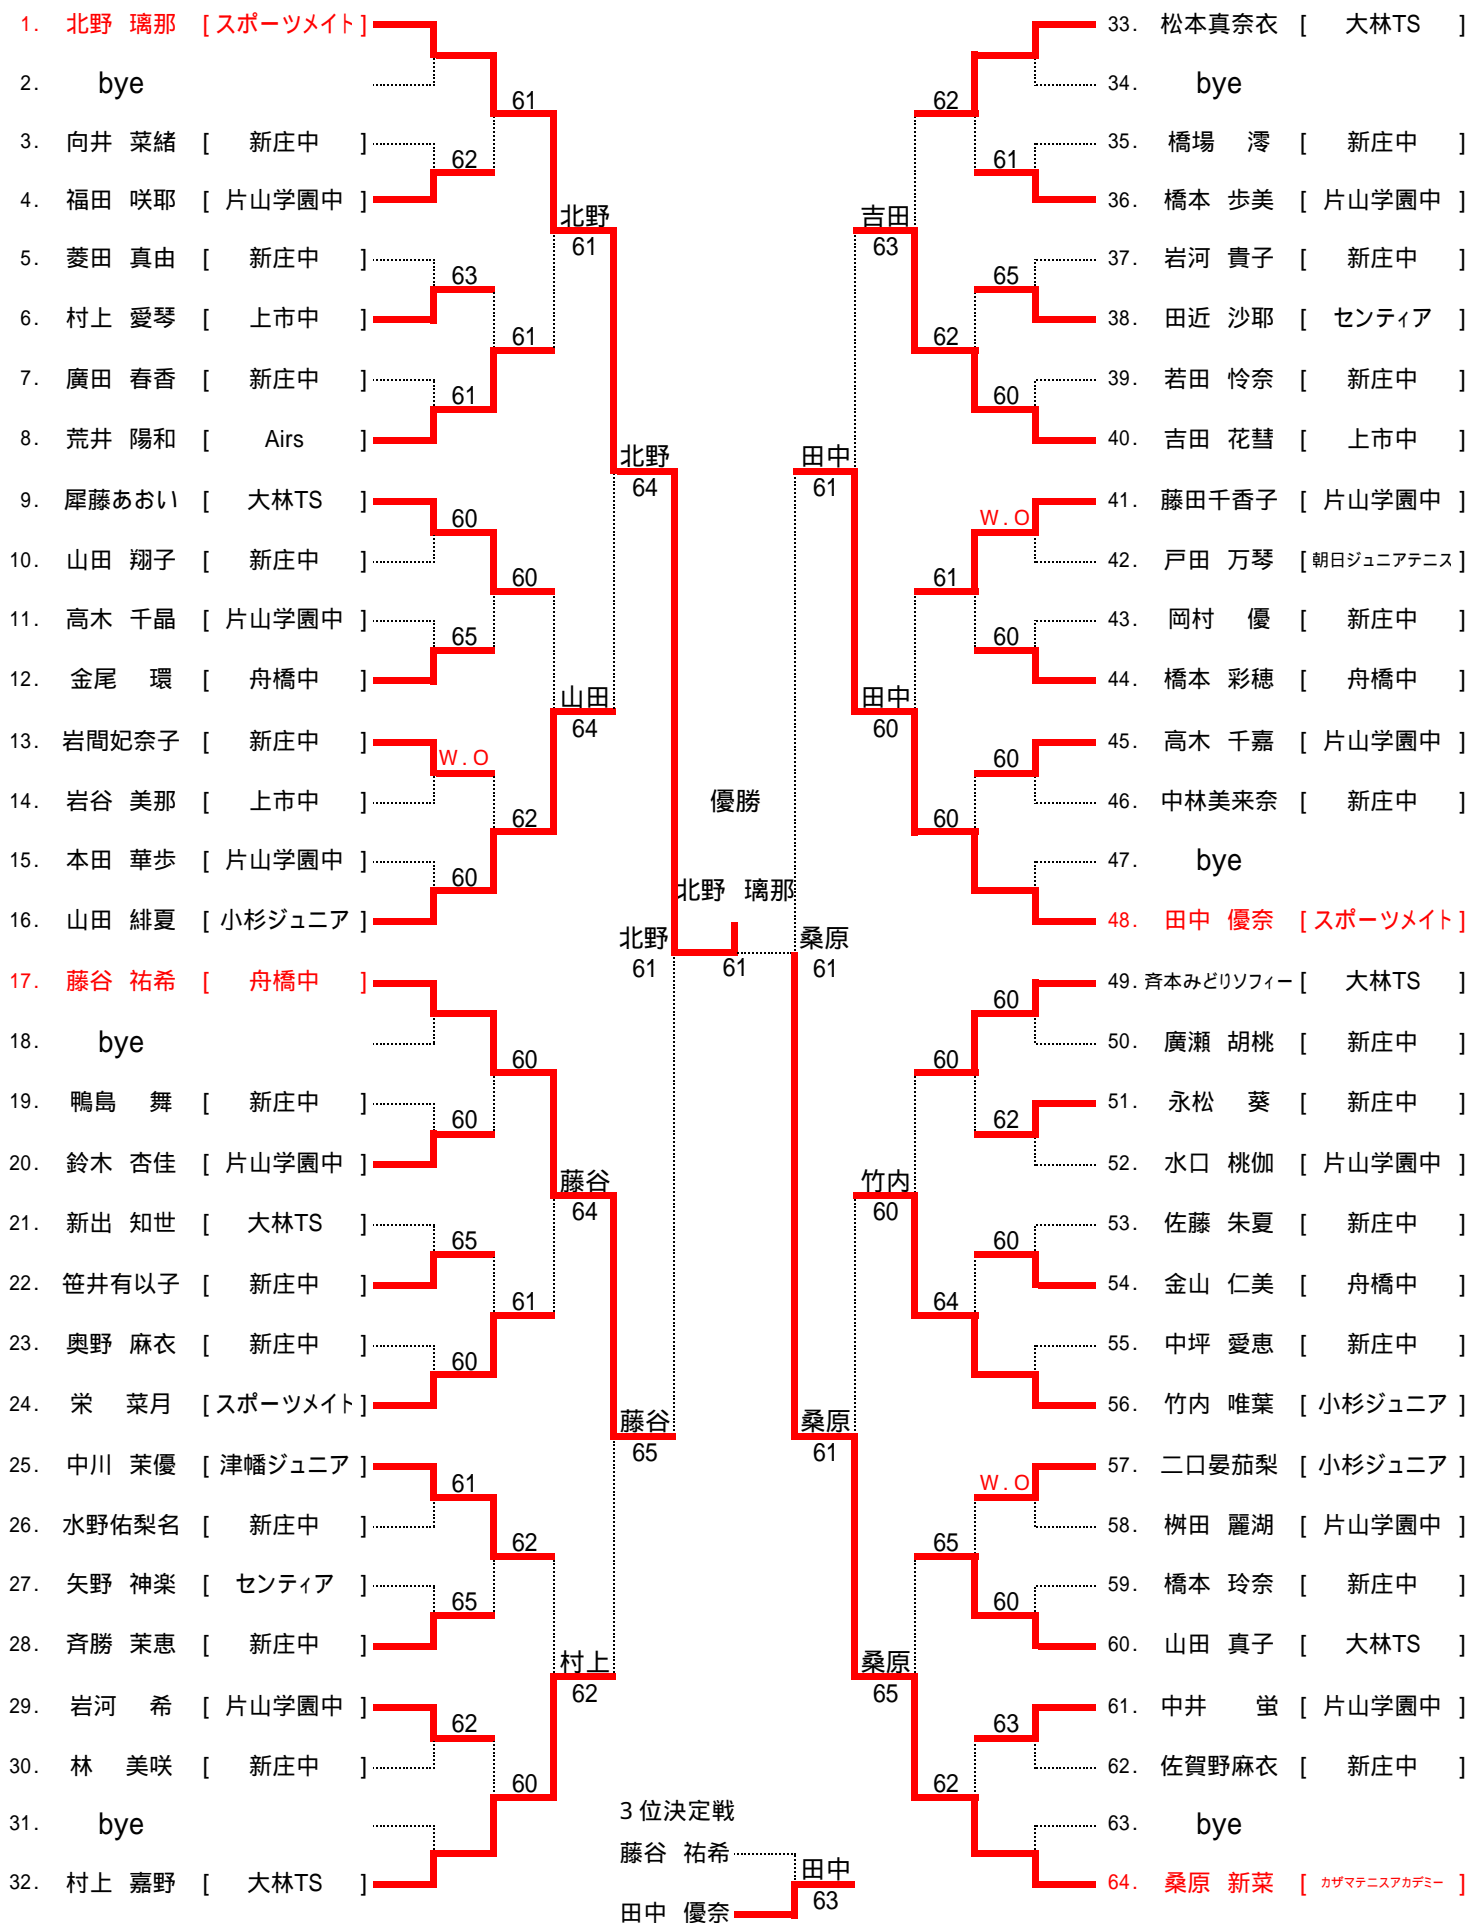 1. 北野 璃那 [ スポーツメイト ]
2. bye
3. 向井 菜緒 [ 新庄中 ]
4. 福田 咲耶 [ 片山学園中 ]
5. 菱田 真由 [ 新庄中 ]
6. 村上 愛琴 [ 上市中 ]
7. 廣田 春香 [ 新庄中 ]
8. 荒井 陽和 [ Airs ]
9. 犀藤あおい [ 大林TS ]
10. 山田 翔子 [ 新庄中 ]
11. 高木 千晶 [ 片山学園中 ]
12. 金尾 環 [ 舟橋中 ]
13. 岩間妃奈子 [ 新庄中 ]
14. 岩谷 美那 [ 上市中 ]
15. 本田 華歩 [ 片山学園中 ]
16. 山田 緋夏 [ 小杉ジュニア ]
17. 藤谷 祐希 [ 舟橋中 ]
18. bye
19. 鴨島 舞 [ 新庄中 ]
20. 鈴木 杏佳 [ 片山学園中 ]
21. 新出 知世 [ 大林TS ]
22. 笹井有以子 [ 新庄中 ]
23. 奥野 麻衣 [ 新庄中 ]
24. 栄 菜月 [ スポーツメイト ]
25. 中川 茉優 [ 津幡ジュニア ]
26. 水野佑梨名 [ 新庄中 ]
27. 矢野 神楽 [ センティア ]
28. 斉勝 茉恵 [ 新庄中 ]
29. 岩河 希 [ 片山学園中 ]
30. 林 美咲 [ 新庄中 ]
31. bye
32. 村上 嘉野 [ 大林TS ]
62
63
61
60
65
W.O
60
60
65
60
61
65
62
61
61
60
62
60
61
62
60
北野
61
山田
64
藤谷
64
村上
62
北野
64
藤谷
65
北野
61
優勝
北野 璃那
61
桑原
61
田中
61
桑原
61
吉田
63
田中
60
竹内
60
桑原
65
62
62
61
60
60
64
65
62
61
65
60
W.O
60
60
60
62
60
W.O
60
63
33. 松本真奈衣 [ 大林TS ]
34. bye
35. 橋場 澪 [ 新庄中 ]
36. 橋本 歩美 [ 片山学園中 ]
37. 岩河 貴子 [ 新庄中 ]
38. 田近 沙耶 [ センティア ]
39. 若田 怜奈 [ 新庄中 ]
40. 吉田 花彗 [ 上市中 ]
41. 藤田千香子 [ 片山学園中 ]
42. 戸田 万琴 [ 朝日ジュニアテニス ]
43. 岡村 優 [ 新庄中 ]
44. 橋本 彩穂 [ 舟橋中 ]
45. 高木 千嘉 [ 片山学園中 ]
46. 中林美来奈 [ 新庄中 ]
47. bye
48. 田中 優奈 [ スポーツメイト ]
49. 斉本みどりソフィー [ 大林TS ]
50. 廣瀬 胡桃 [ 新庄中 ]
51. 永松 葵 [ 新庄中 ]
52. 水口 桃伽 [ 片山学園中 ]
53. 佐藤 朱夏 [ 新庄中 ]
54. 金山 仁美 [ 舟橋中 ]
55. 中坪 愛恵 [ 新庄中 ]
56. 竹内 唯葉 [ 小杉ジュニア ]
57. 二口晏茄梨 [ 小杉ジュニア ]
58. 桝田 麗湖 [ 片山学園中 ]
59. 橋本 玲奈 [ 新庄中 ]
60. 山田 真子 [ 大林TS ]
61. 中井 蛍 [ 片山学園中 ]
62. 佐賀野麻衣 [ 新庄中 ]
63. bye
64. 桑原 新菜 [ カザマテニスアカデミー ]
3位決定戦
藤谷 祐希
田中 優奈
田中
63